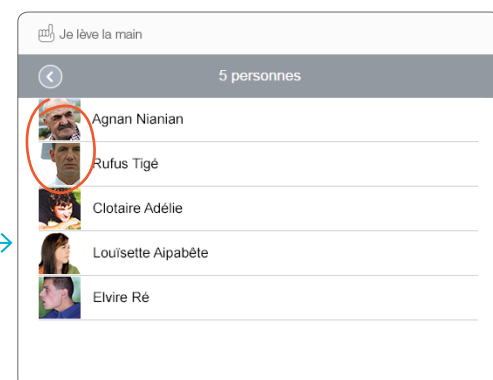 Je lève la main
5 personnes
Agnan Nianian
Rufus Tigé
Clotaire Adélie
Louïsette Aipabête
Elvire Ré